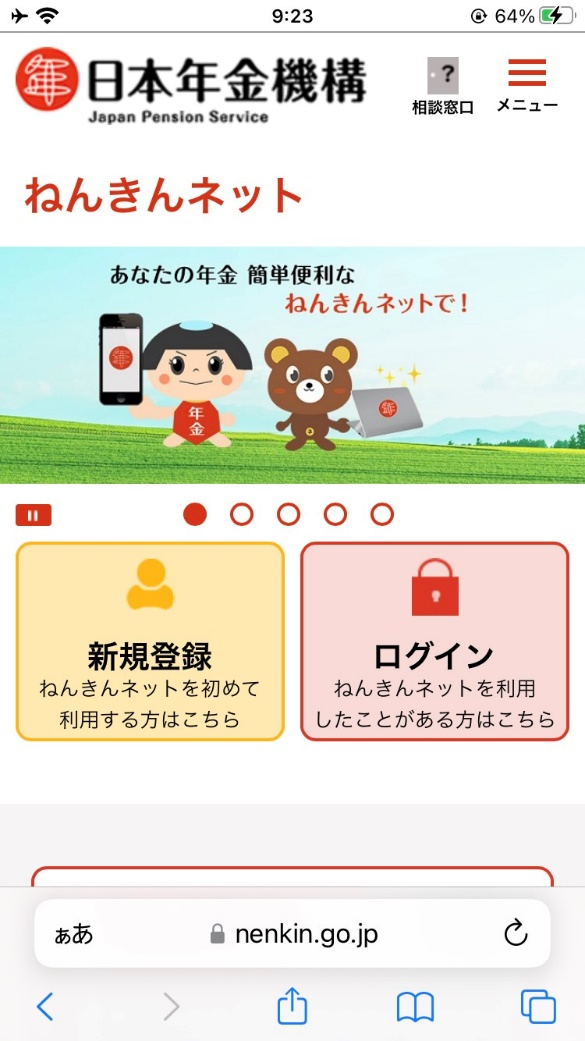 9:23
64%
日本年金機構
Japan Pension Service
?
相談窓口
メニュー
ねんきんネット
あなたの年金 簡単便利な
ねんきんネットで！
年
年金
年
新規登録
ねんきんネットを初めて
利用する方はこちら
ログイン
ねんきんネットを利用
したことがある方はこちら
ぁあ
nenkin.go.jp